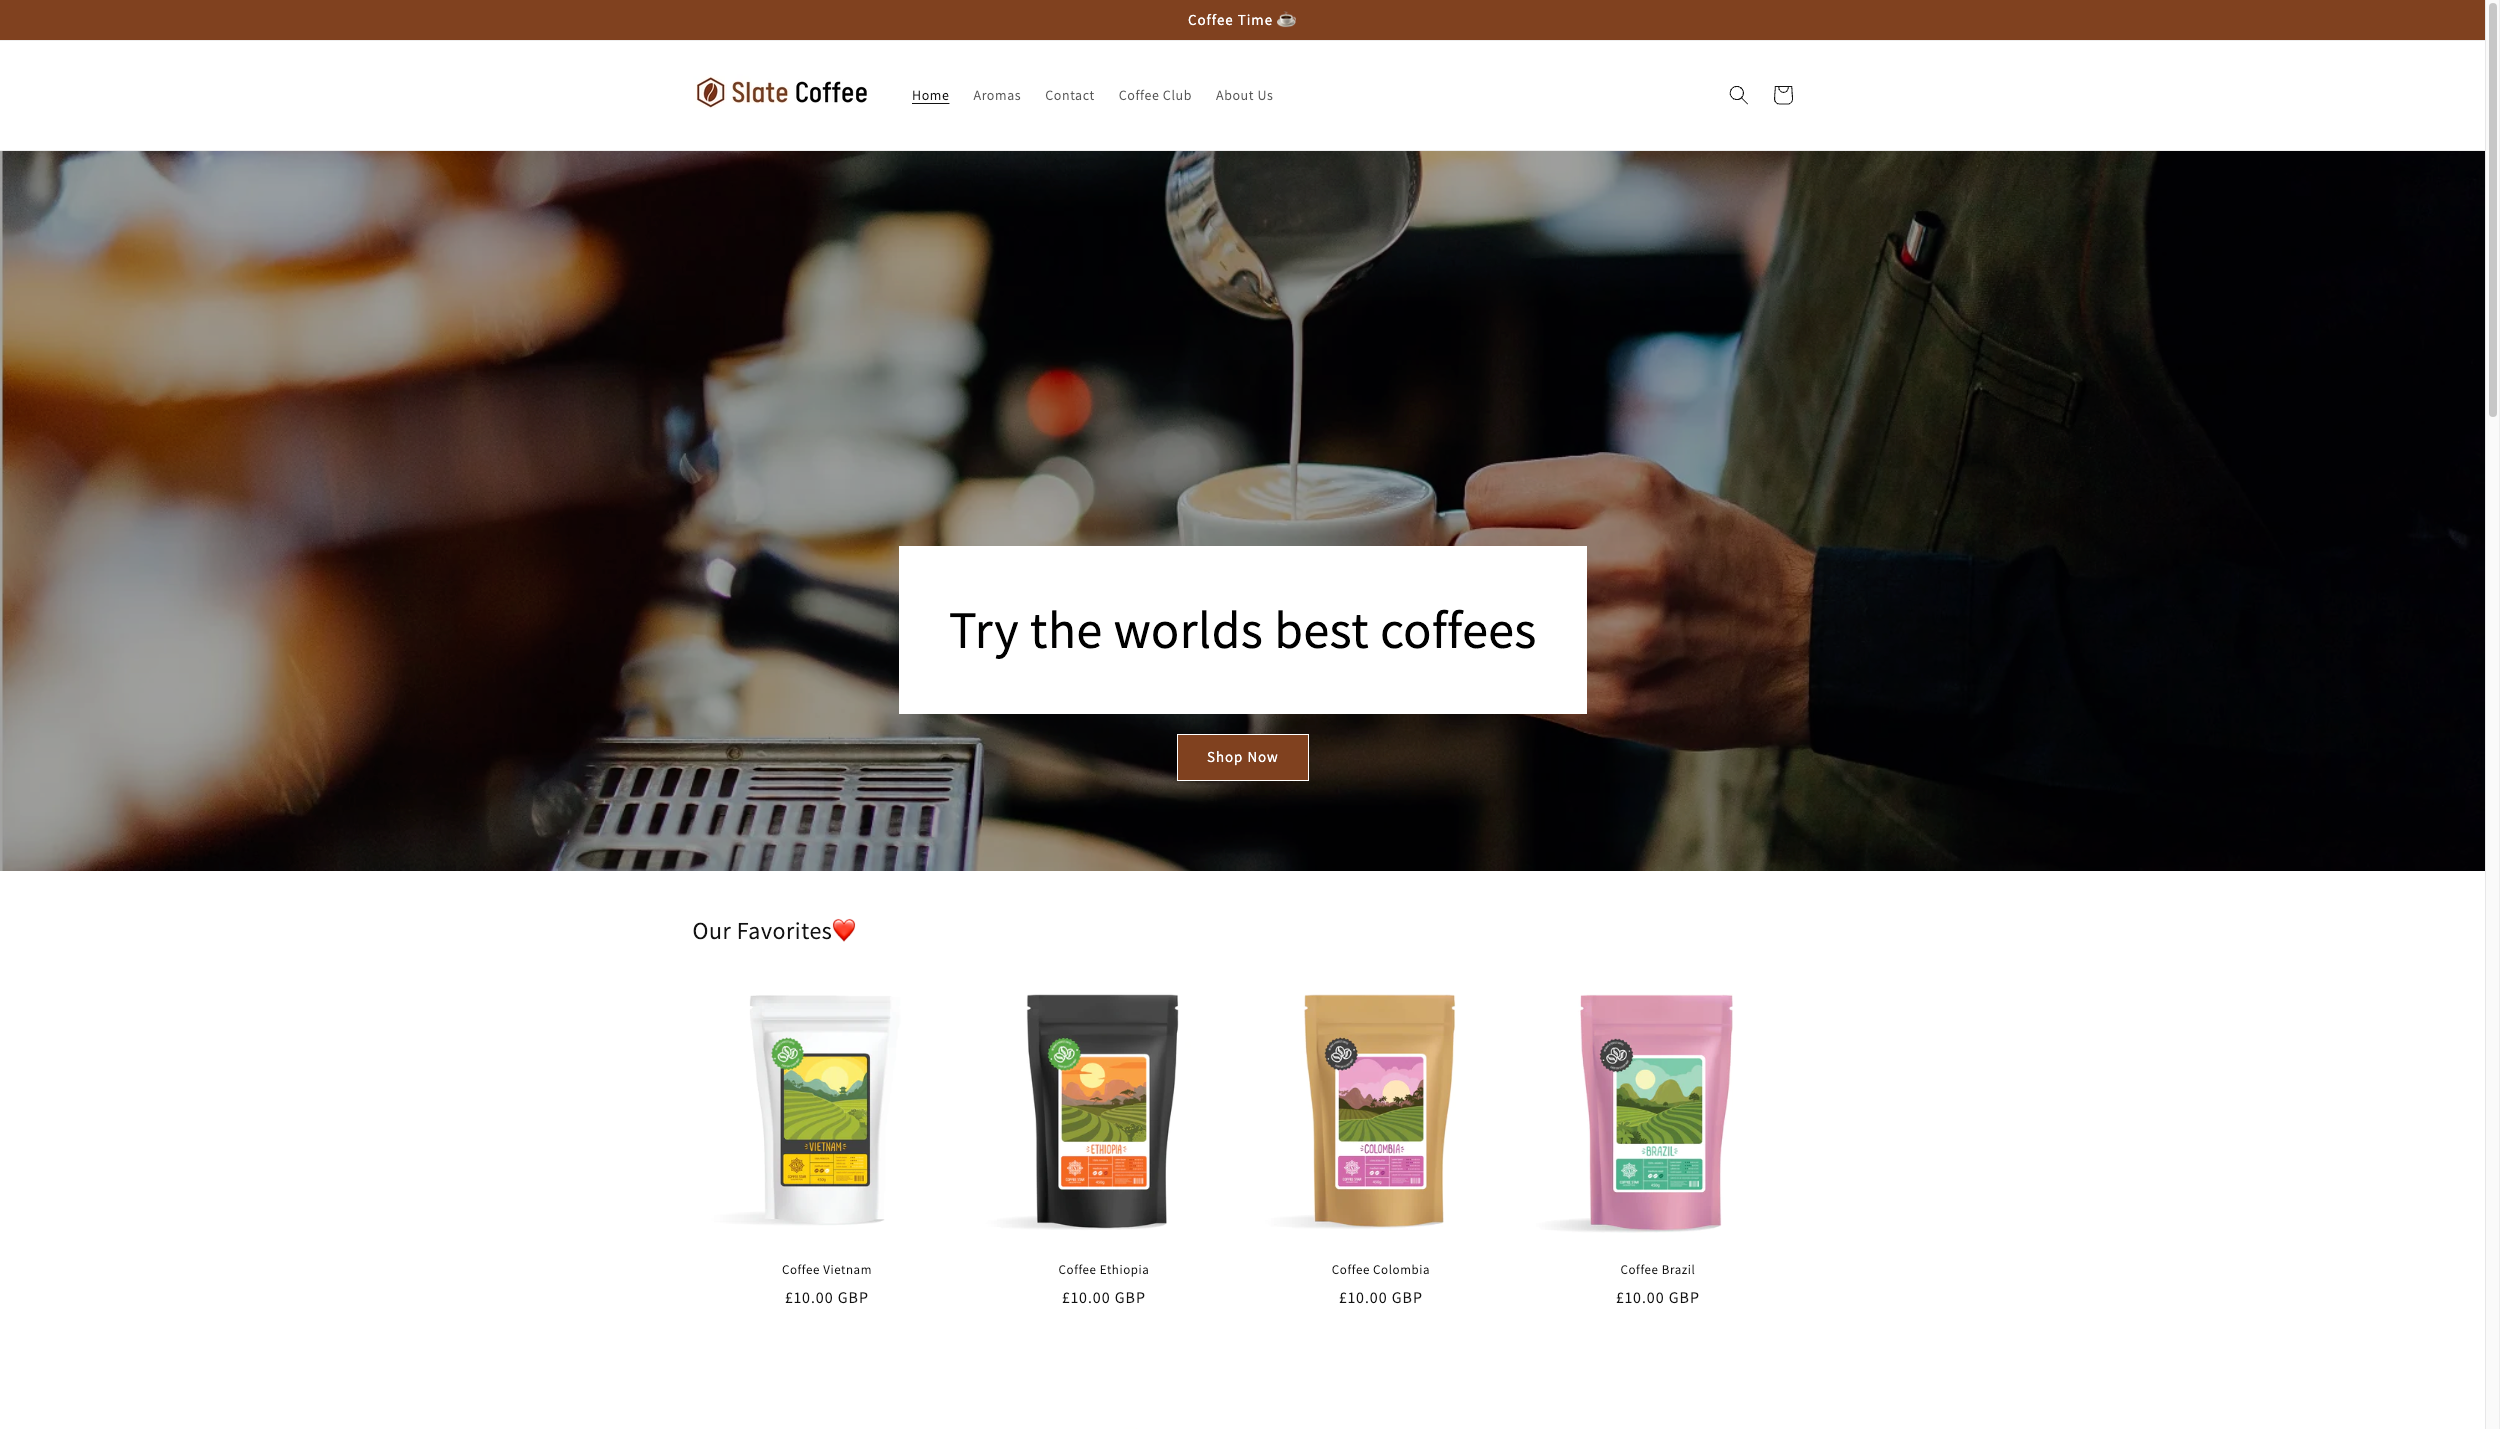 Coffee Time ☕
Slate Coffee
Home Aromas Contact Coffee Club About Us
Try the worlds best coffees
Shop Now
Our Favorites❤️
VIETNAM
ETHIOPIA
COLOMBIA
BRAZIL
Coffee Vietnam
Coffee Ethiopia
Coffee Colombia
Coffee Brazil
£10.00 GBP
£10.00 GBP
£10.00 GBP
£10.00 GBP